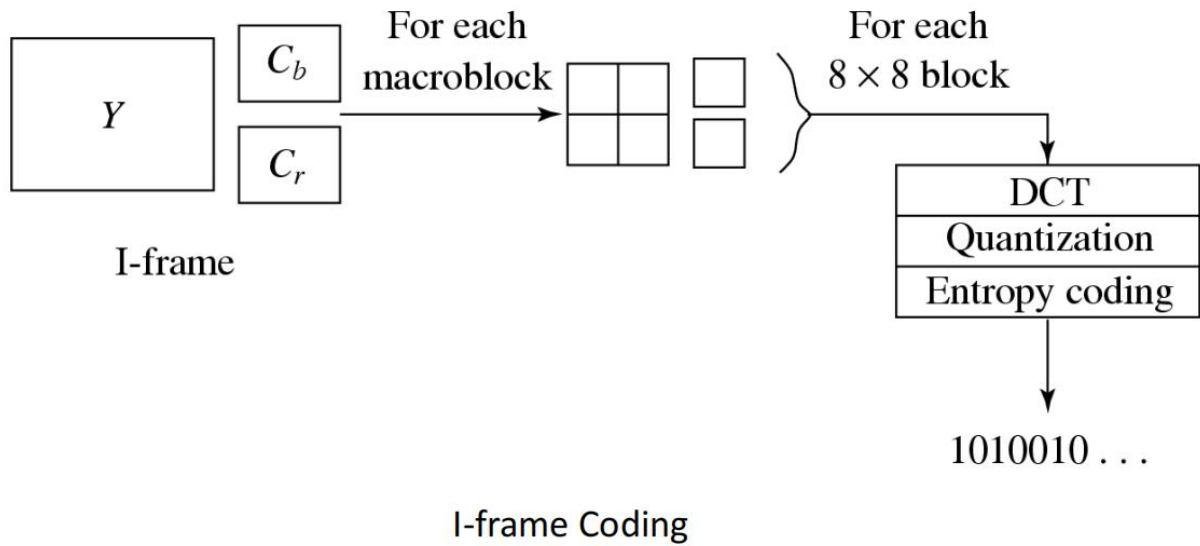 Y
C_b
C_r
I-frame
For each
macroblock
For each
8 × 8 block
DCT
Quantization
Entropy coding
1010010 . . .
I-frame Coding